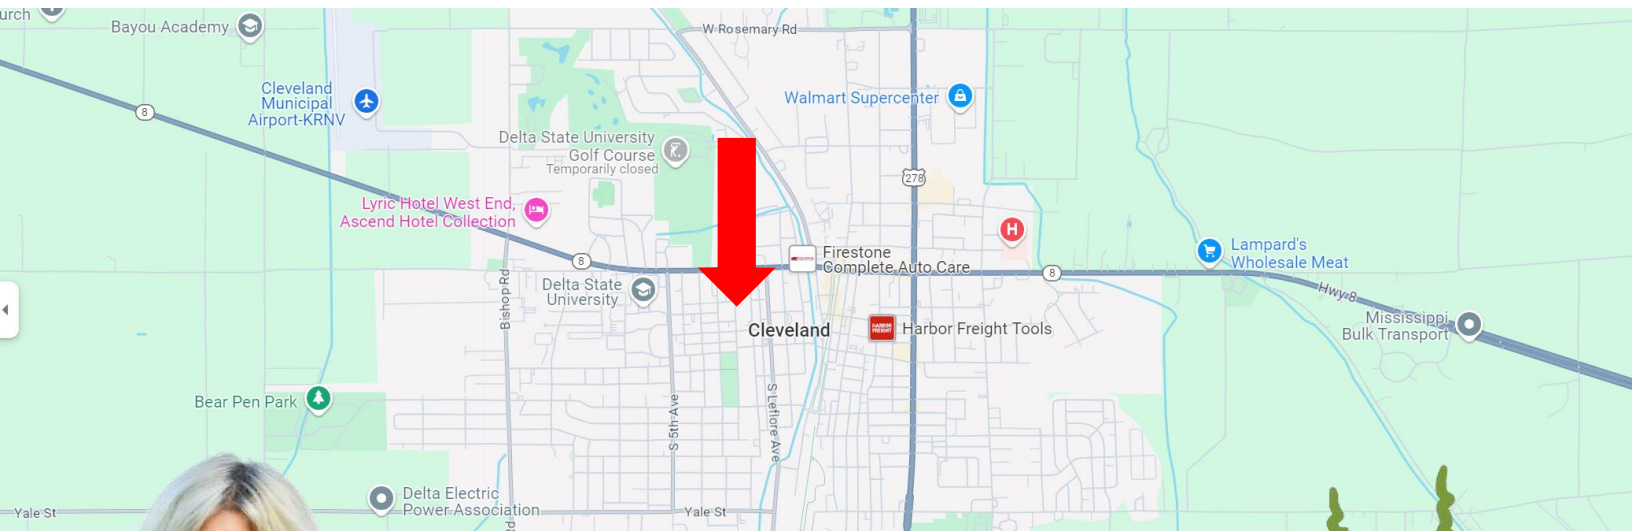 urch
Bayou Academy
W Rosemary Rd
Cleveland
Municipal
Airport-KRNV
8
Walmart Supercenter
Delta State University
Golf Course
Temporarily closed
278
Lyric Hotel West End,
Ascend Hotel Collection
H
Lampard's
Wholesale Meat
8
Firestone
Complete Auto Care
8
Hwy 8
Delta State
University
Bishop Rd
Cleveland
HARBOR
FREIGHT
Harbor Freight Tools
Mississippi
Bulk Transport
Bear Pen Park
S 5th Ave
S Leflore Ave
Delta Electric
Power Association
Yale St
Yale St
Rd